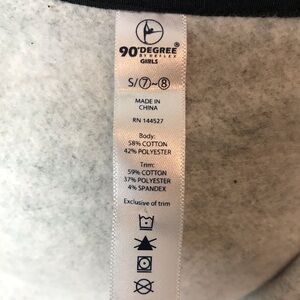 90°DEGREE®
BY REFLEX
GIRLS
S/⑦~⑧
MADE IN
CHINA
RN 144527
Body:
58% COTTON
42% POLYESTER
Trim:
59% COTTON
37% POLYESTER
4% SPANDEX
Exclusive of trim